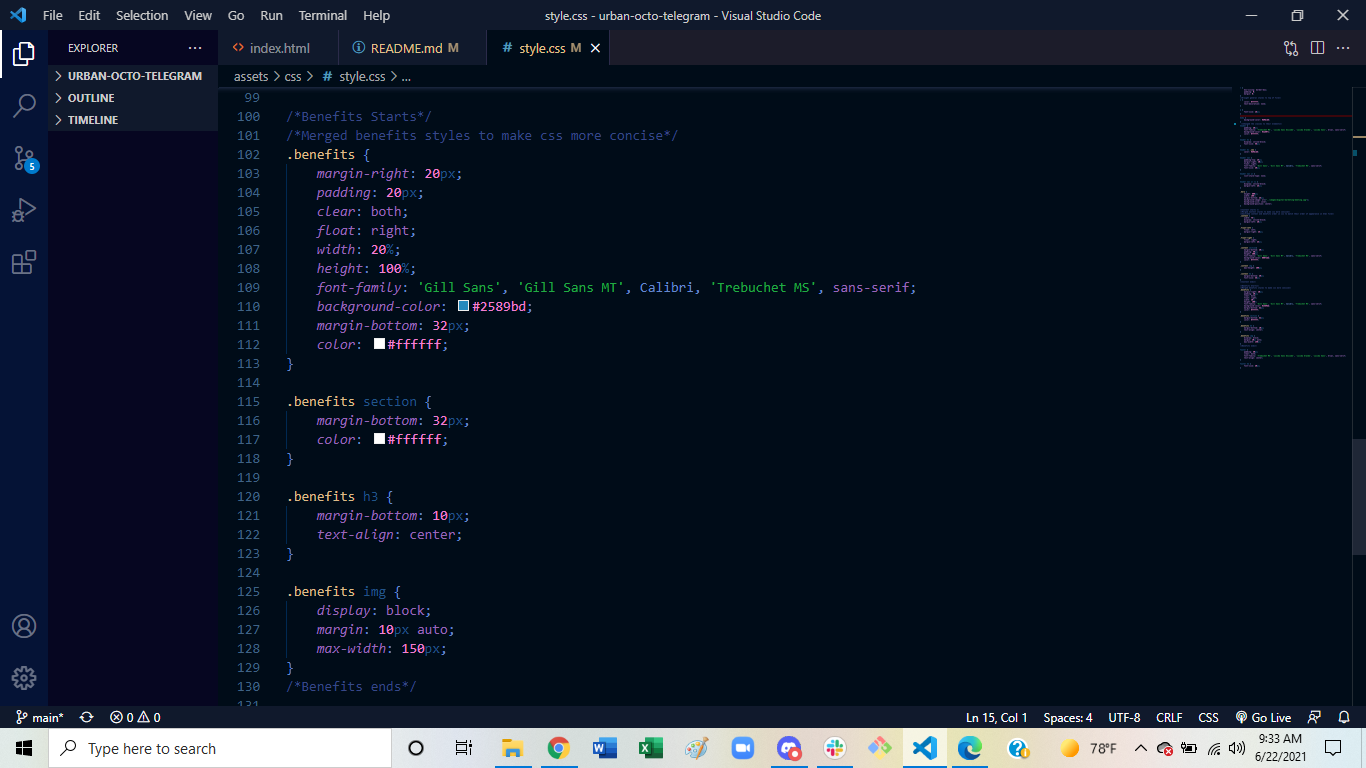 File Edit Selection View Go Run Terminal Help
style.css - urban-octo-telegram - Visual Studio Code
EXPLORER
URBAN-OCTO-TELEGRAM
OUTLINE
TIMELINE
5
index.html
README.md M
# style.css M
assets > css > # style.css > ...
99
100 /*Benefits Starts*/
101 /*Merged benefits styles to make css more concise*/
102 .benefits {
103 margin-right: 20px;
104 padding: 20px;
105 clear: both;
106 float: right;
107 width: 20%;
108 height: 100%;
109 font-family: 'Gill Sans', 'Gill Sans MT', Calibri, 'Trebuchet MS', sans-serif;
110 background-color: #2589bd;
111 margin-bottom: 32px;
112 color: #ffffff;
113 }
114
115 .benefits section {
116 margin-bottom: 32px;
117 color: #ffffff;
118 }
119
120 .benefits h3 {
121 margin-bottom: 10px;
122 text-align: center;
123 }
124
125 .benefits img {
126 display: block;
127 margin: 10px auto;
128 max-width: 150px;
129 }
130 /*Benefits ends*/
131
main* 0 0
Ln 15, Col 1 Spaces: 4 UTF-8 CRLF CSS Go Live
Type here to search
78°F
9:33 AM
6/22/2021